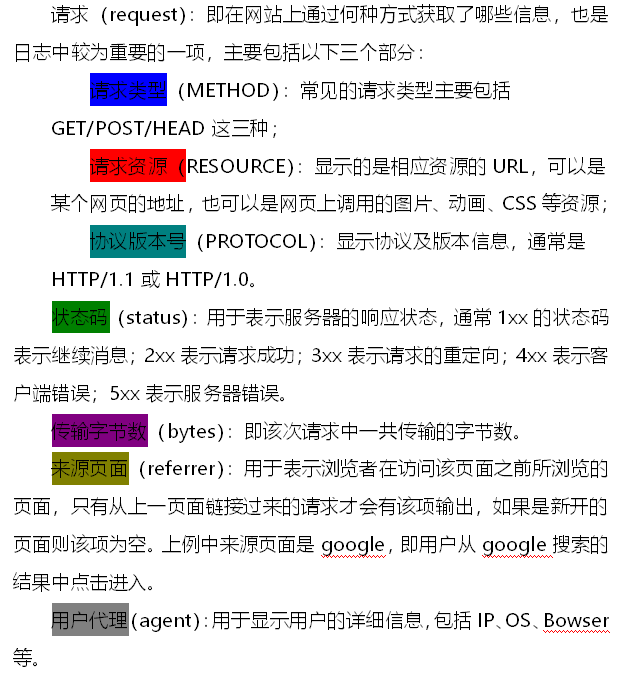 请求（request）：即在网站上通过何种方式获取了哪些信息，也是
日志中较为重要的一项，主要包括以下三个部分：
请求类型（METHOD）：常见的请求类型主要包括
GET/POST/HEAD 这三种；
请求资源（RESOURCE）：显示的是相应资源的 URL，可以是
某个网页的地址，也可以是网页上调用的图片、动画、CSS 等资源；
协议版本号（PROTOCOL）：显示协议及版本信息，通常是
HTTP/1.1 或 HTTP/1.0。
状态码（status）：用于表示服务器的响应状态，通常 1xx 的状态码
表示继续消息；2xx 表示请求成功；3xx 表示请求的重定向；4xx 表示客
户端错误；5xx 表示服务器错误。
传输字节数（bytes）：即该次请求中一共传输的字节数。
来源页面（referrer）：用于表示浏览者在访问该页面之前所浏览的
页面，只有从上一页面链接过来的请求才会有该项输出，如果是新开的
页面则该项为空。上例中来源页面是 google，即用户从 google 搜索的
结果中点击进入。
用户代理（agent）：用于显示用户的详细信息，包括 IP、OS、Bowser
等。